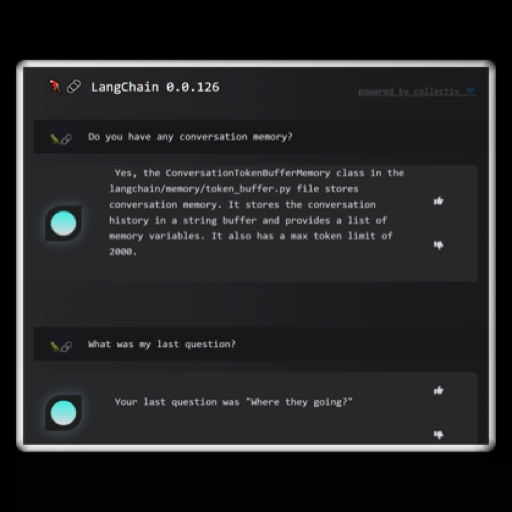 LangChain 0.0.126
powered by collectiv
Do you have any conversation memory?
Yes, the ConversationTokenBufferMemory class in the
langchain/memory/token_buffer.py file stores
conversation memory. It stores the conversation
history in a string buffer and provides a list of
memory variables. It also has a max token limit of
2000.
What was my last question?
Your last question was "Where they going?"